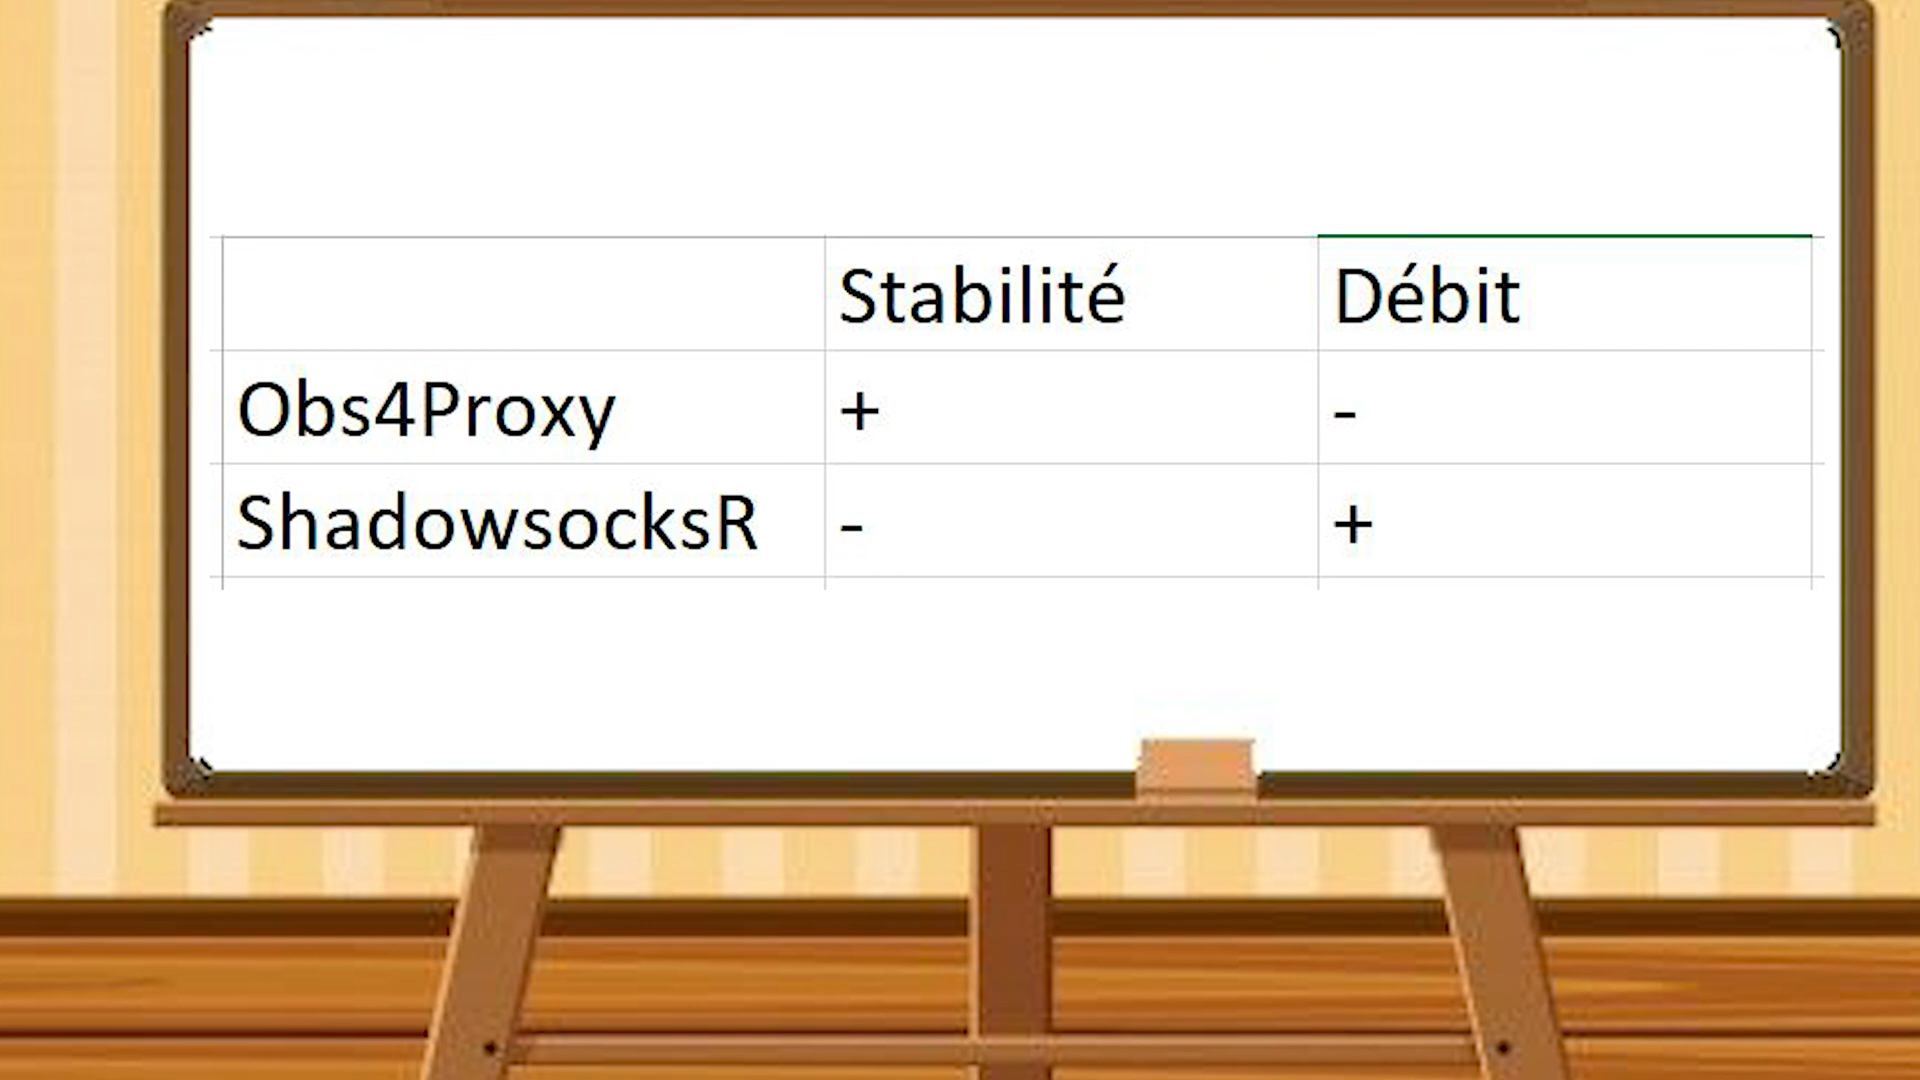 Stabilité Débit
Obs4Proxy + -
ShadowsocksR - +